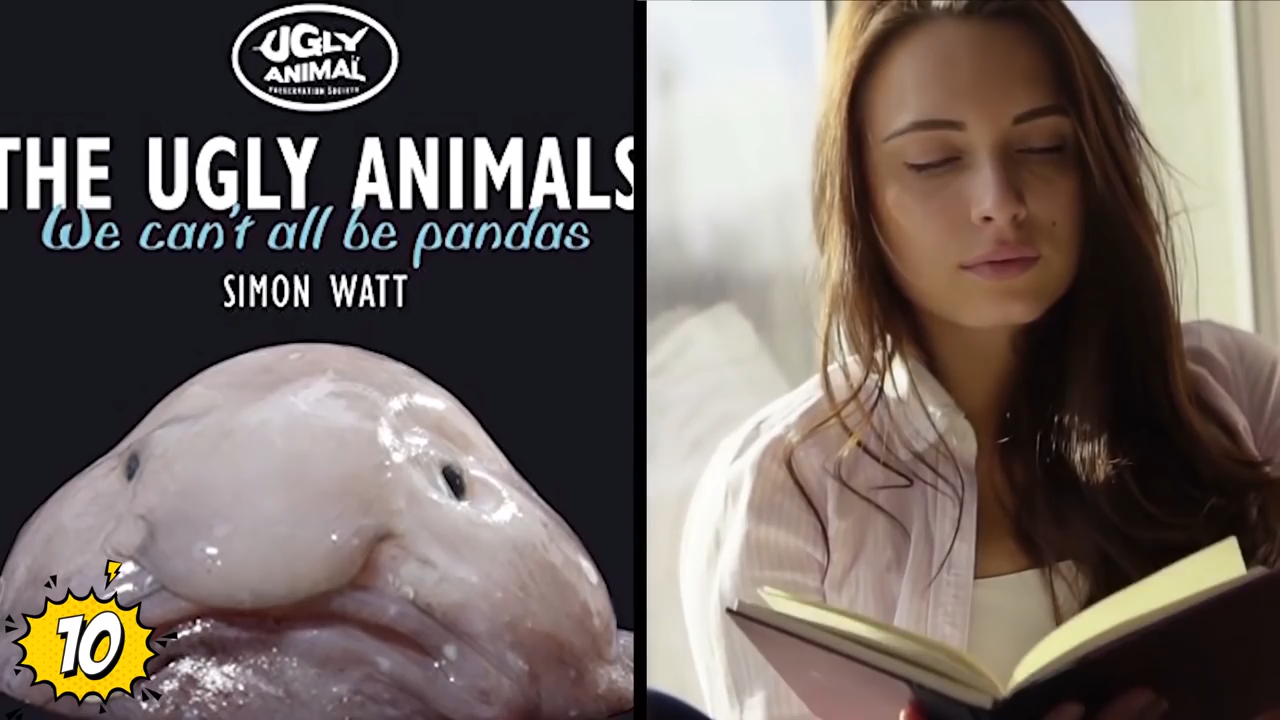 UGLY
ANIMAL
PRESERVATION SOCIETY
THE UGLY ANIMALS
We can't all be pandas
SIMON WATT
10